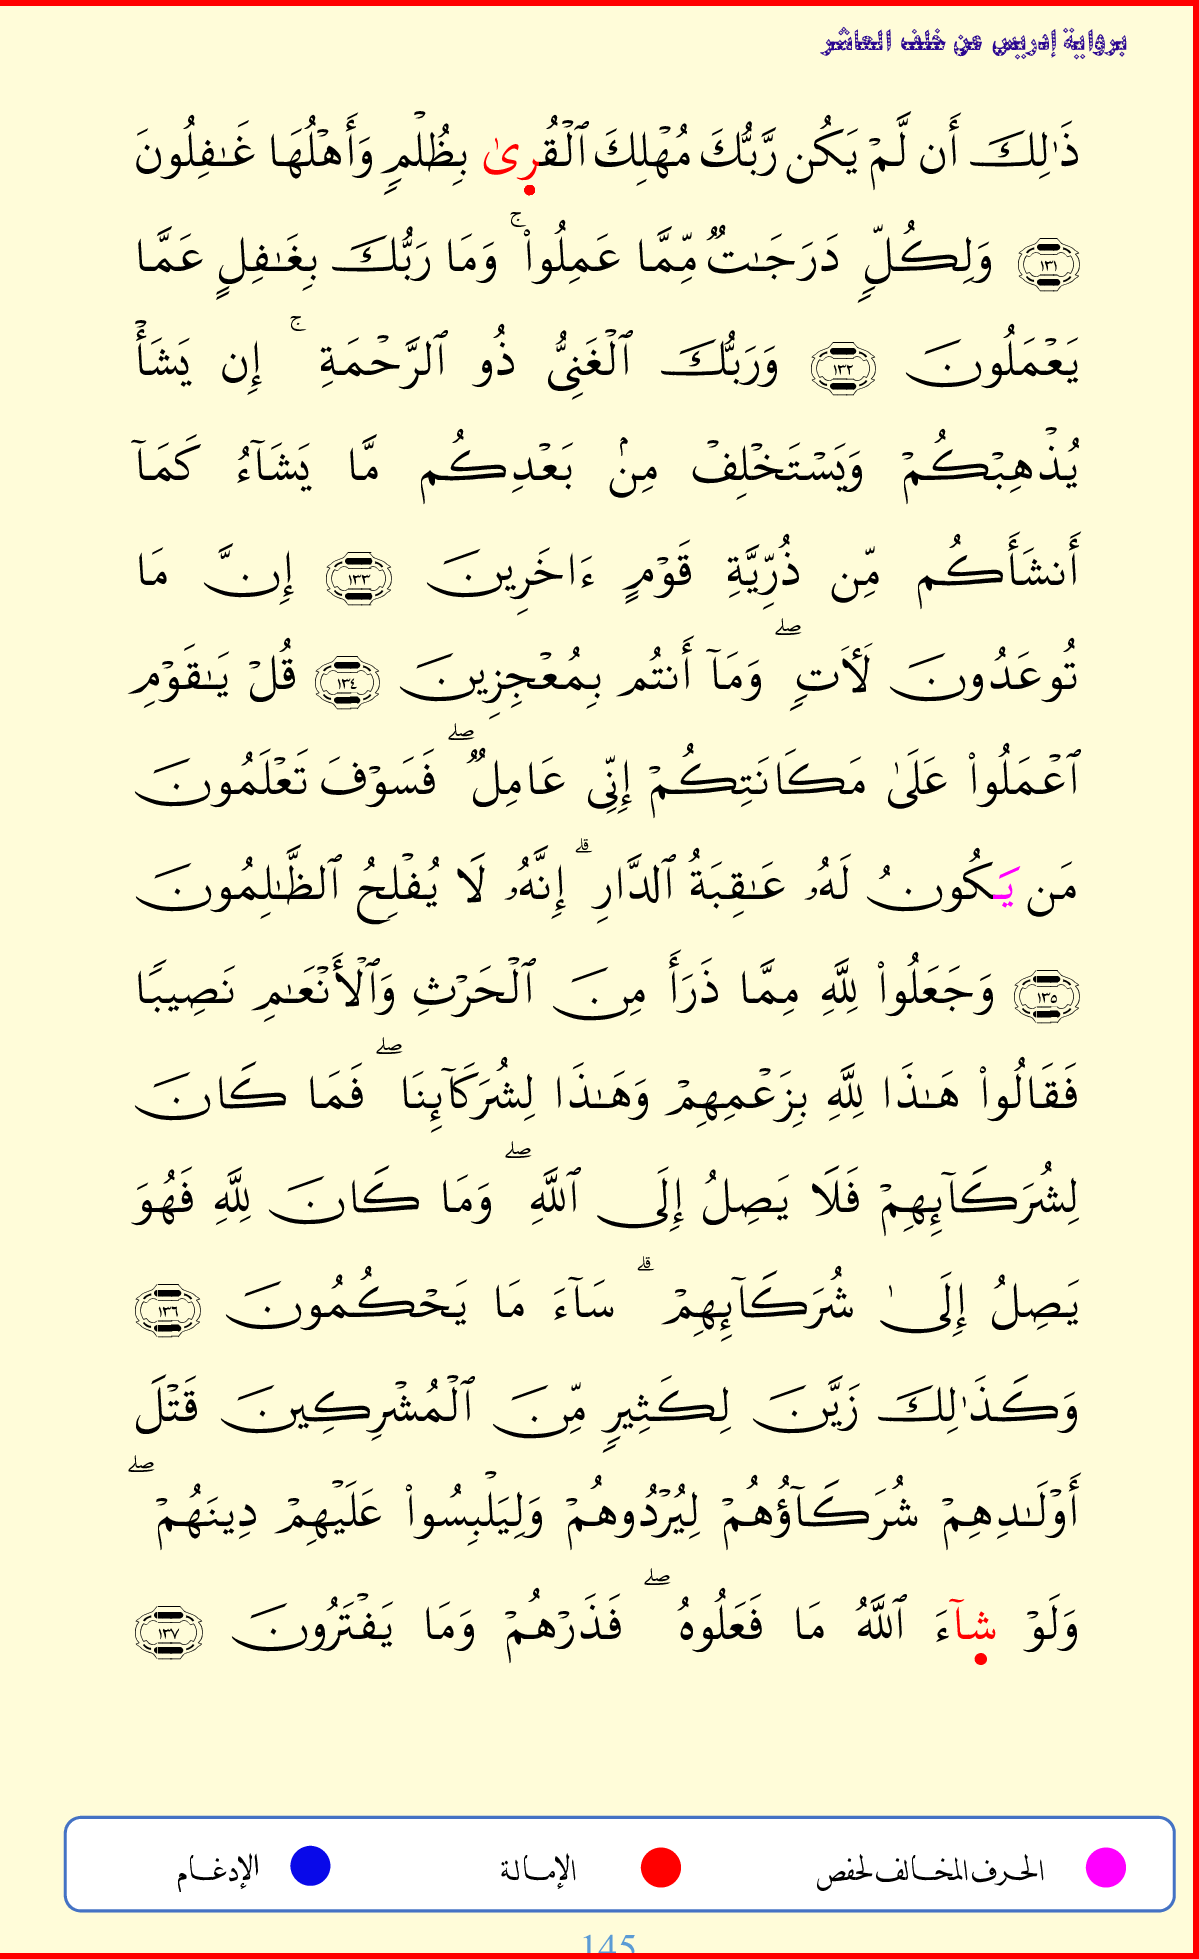 برواية إدريس عن خلف العاشر
ذَٰلِكَ أَن لَّمْ يَكُن رَّبُّكَ مُهْلِكَ ٱلْقُرِىٰ بِظُلْمٍ وَأَهْلُهَا غَـٰفِلُونَ
١٣١ وَلِكُلٍّ دَرَجَـٰتٌ مِّمَّا عَمِلُوا۟ ۚ وَمَا رَبُّكَ بِغَـٰفِلٍ عَمَّا
يَعْمَلُونَ ١٣٢ وَرَبُّكَ ٱلْغَنِىُّ ذُو ٱلرَّحْمَةِ ۚ إِن يَشَأْ
يُذْهِبْكُمْ وَيَسْتَخْلِفْ مِنۢ بَعْدِكُم مَّا يَشَآءُ كَمَآ
أَنشَأَكُم مِّن ذُرِّيَّةِ قَوْمٍ ءَاخَرِينَ ١٣٣ إِنَّ مَا
تُوعَدُونَ لَـَٔاتٍ ۖ وَمَآ أَنتُم بِمُعْجِزِينَ ١٣٤ قُلْ يَـٰقَوْمِ
ٱعْمَلُوا۟ عَلَىٰ مَكَانَتِكُمْ إِنِّى عَامِلٌ ۖ فَسَوْفَ تَعْلَمُونَ
مَن يَكُونُ لَهُۥ عَـٰقِبَةُ ٱلدَّارِ ۗ إِنَّهُۥ لَا يُفْلِحُ ٱلظَّـٰلِمُونَ
١٣٥ وَجَعَلُوا۟ لِلَّهِ مِمَّا ذَرَأَ مِنَ ٱلْحَرْثِ وَٱلْأَنْعَـٰمِ نَصِيبًا
فَقَالُوا۟ هَـٰذَا لِلَّهِ بِزَعْمِهِمْ وَهَـٰذَا لِشُرَكَآئِنَا ۖ فَمَا كَانَ
لِشُرَكَآئِهِمْ فَلَا يَصِلُ إِلَى ٱللَّهِ ۖ وَمَا كَانَ لِلَّهِ فَهُوَ
يَصِلُ إِلَىٰ شُرَكَآئِهِمْ ۗ سَآءَ مَا يَحْكُمُونَ ١٣٦
وَكَذَٰلِكَ زَيَّنَ لِكَثِيرٍ مِّنَ ٱلْمُشْرِكِينَ قَتْلَ
أَوْلَـٰدِهِمْ شُرَكَآؤُهُمْ لِيُرْدُوهُمْ وَلِيَلْبِسُوا۟ عَلَيْهِمْ دِينَهُمْ ۖ
وَلَوْ شَآءَ ٱللَّهُ مَا فَعَلُوهُ ۖ فَذَرْهُمْ وَمَا يَفْتَرُونَ ١٣٧
الحرف المخالف لحفص الإمالة الإدغام
145